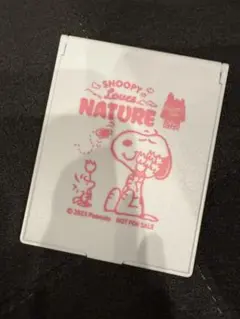 SNOOPY
Loves
NATURE
© 2023 Peanuts
NOT FOR SALE